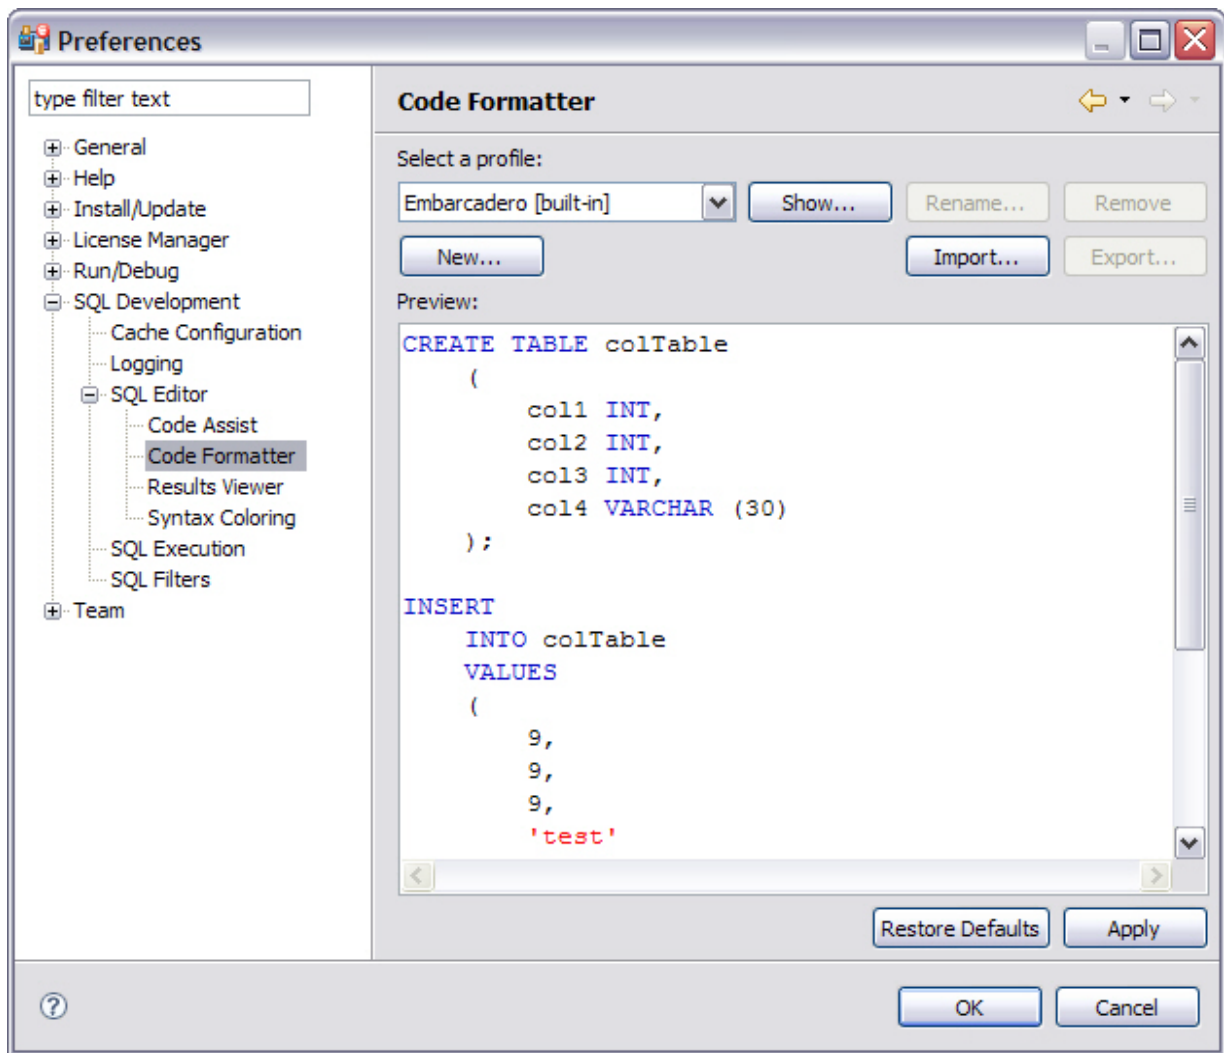 Preferences
type filter text
General
Help
Install/Update
License Manager
Run/Debug
SQL Development
Cache Configuration
Logging
SQL Editor
Code Assist
Code Formatter
Results Viewer
Syntax Coloring
SQL Execution
SQL Filters
Team
Code Formatter
Select a profile:
Embarcadero [built-in] Show... Rename... Remove
New... Import... Export...
Preview:
CREATE TABLE colTable
(
col1 INT,
col2 INT,
col3 INT,
col4 VARCHAR (30)
);
INSERT
INTO colTable
VALUES
(
9,
9,
9,
'test'
Restore Defaults Apply
? OK Cancel